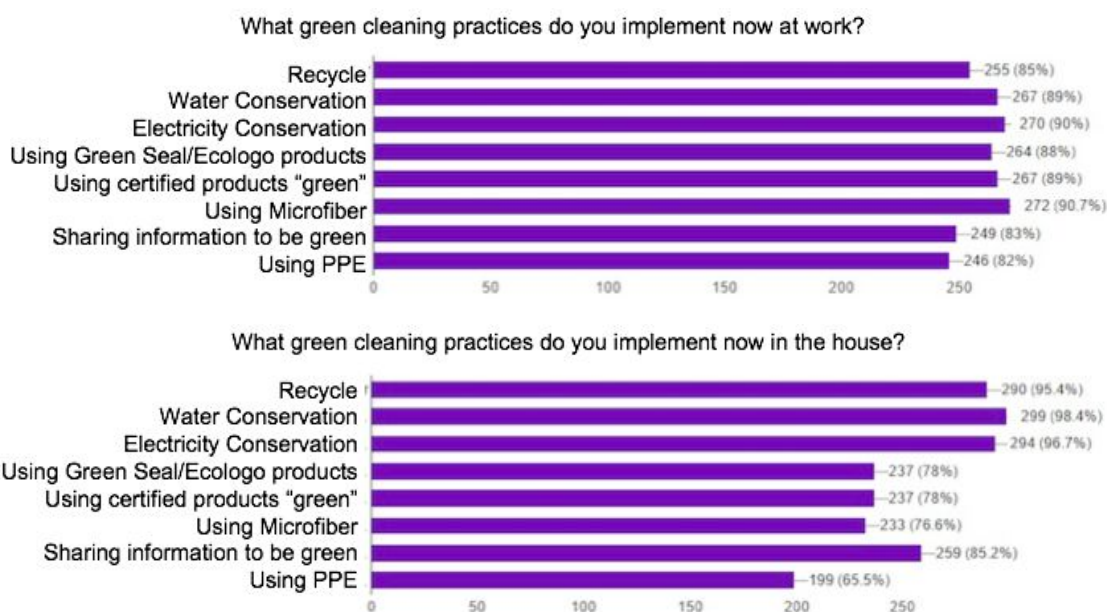 What green cleaning practices do you implement now at work?
Recycle 255 (85%)
Water Conservation 267 (89%)
Electricity Conservation 270 (90%)
Using Green Seal/Ecologo products 264 (88%)
Using certified products “green” 267 (89%)
Using Microfiber 272 (90.7%)
Sharing information to be green 249 (83%)
Using PPE 246 (82%)
0 50 100 150 200 250
What green cleaning practices do you implement now in the house?
Recycle 290 (95.4%)
Water Conservation 299 (98.4%)
Electricity Conservation 294 (96.7%)
Using Green Seal/Ecologo products 237 (78%)
Using certified products “green” 237 (78%)
Using Microfiber 233 (76.6%)
Sharing information to be green 259 (85.2%)
Using PPE 199 (65.5%)
0 50 100 150 200 250